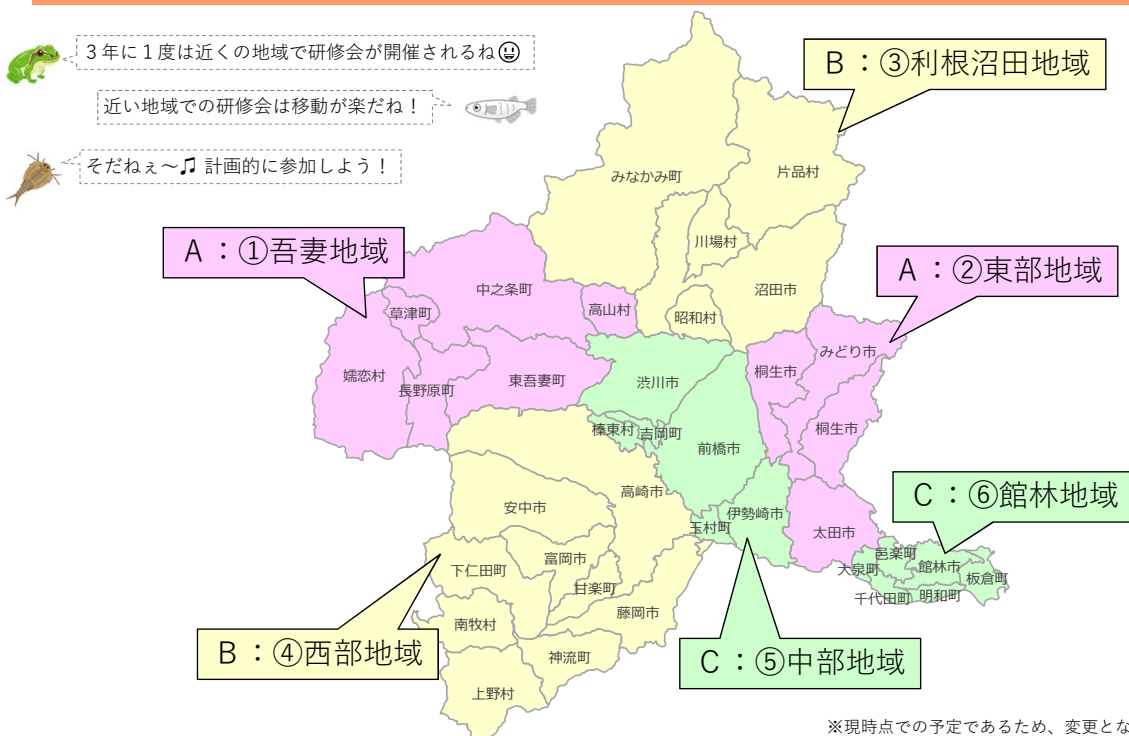 3年に1度は近くの地域で研修会が開催されるね😀
近い地域での研修会は移動が楽だね！
そだねぇ～♫ 計画的に参加しよう！
B：③利根沼田地域
みなかみ町
片品村
川場村
A：①吾妻地域
A：②東部地域
沼田市
中之条町
高山村
昭和村
草津町
みどり市
桐生市
嬬恋村
長野原町
東吾妻町
渋川市
榛東村
吉岡町
前橋市
桐生市
高崎市
C：⑥館林地域
安中市
玉村町
伊勢崎市
太田市
邑楽町
大泉町
館林市
板倉町
千代田町
明和町
富岡市
下仁田町
甘楽町
藤岡市
南牧村
B：④西部地域
神流町
C：⑤中部地域
上野村
※現時点での予定であるため、変更とな